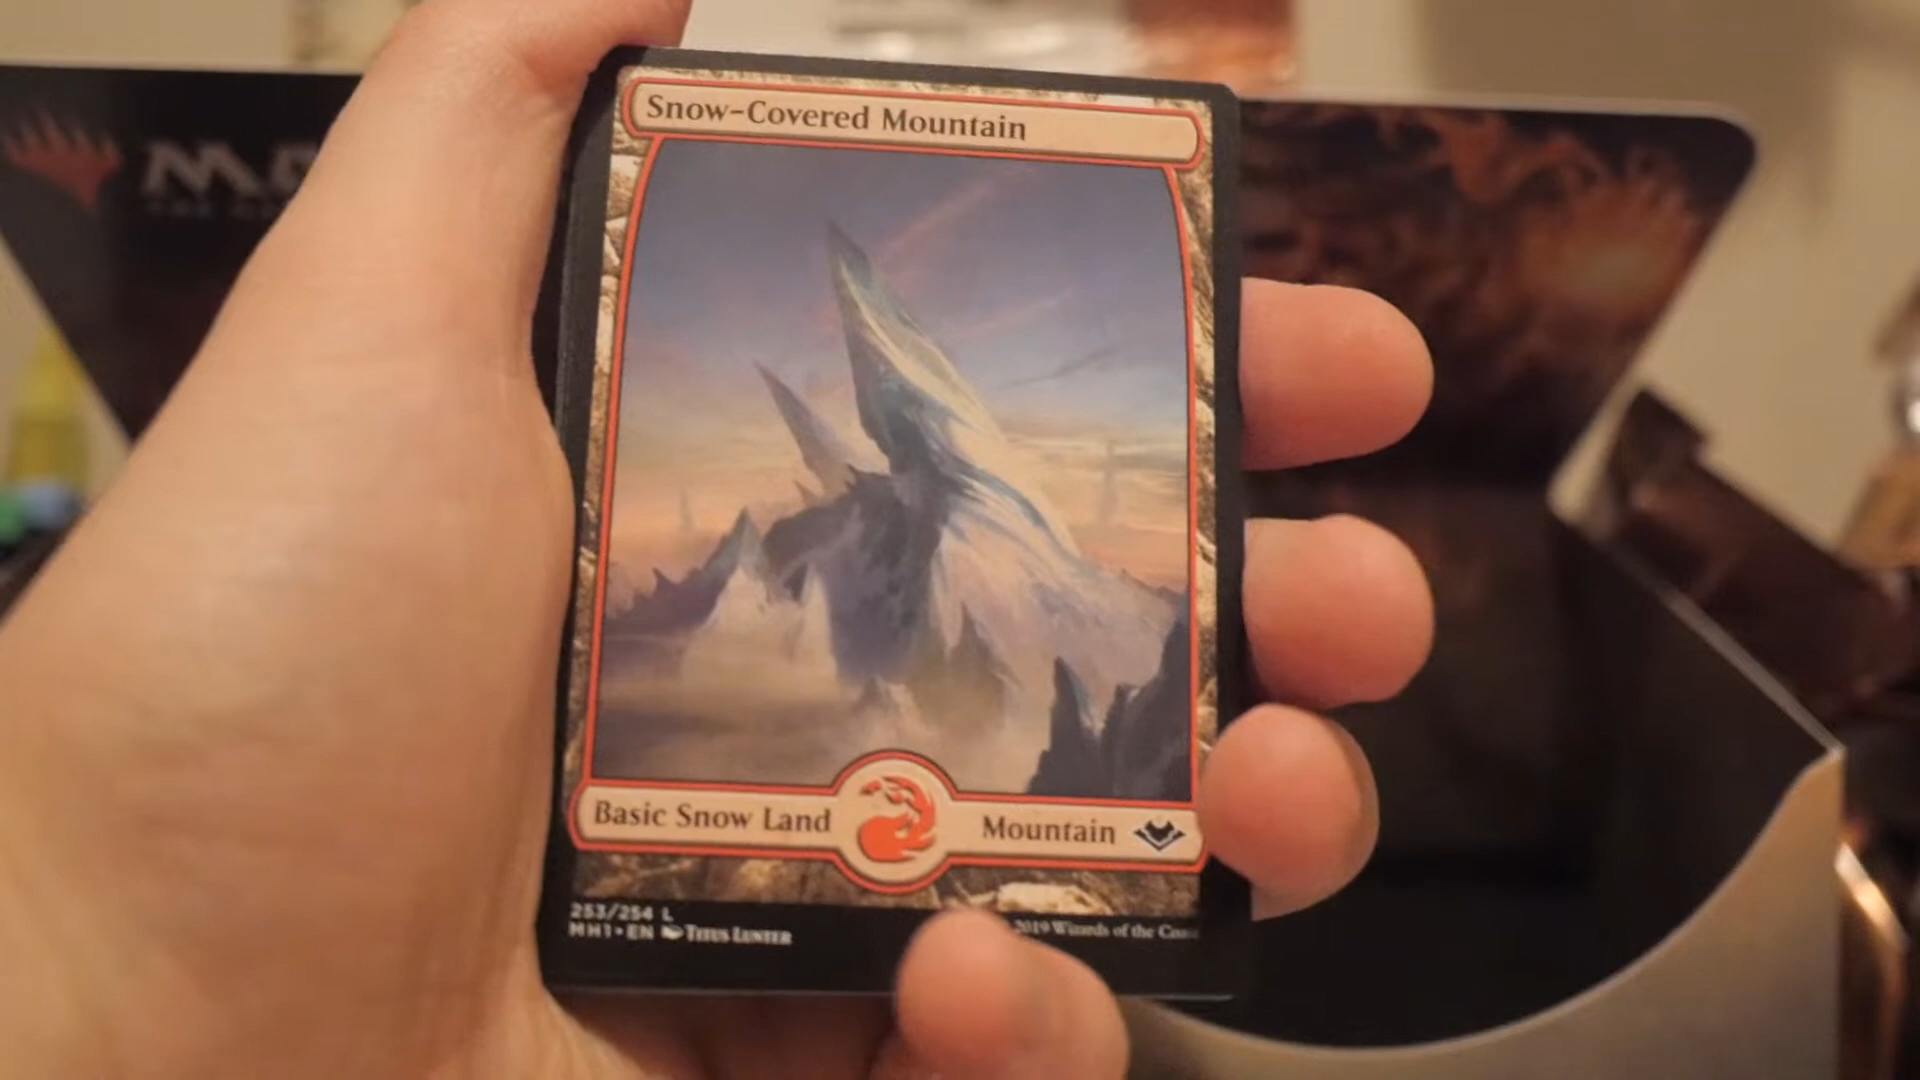 Snow-Covered Mountain
Basic Snow Land
Mountain
253/254 L
MH1 • EN Titus Lunter
2019 Wizards of the Coast